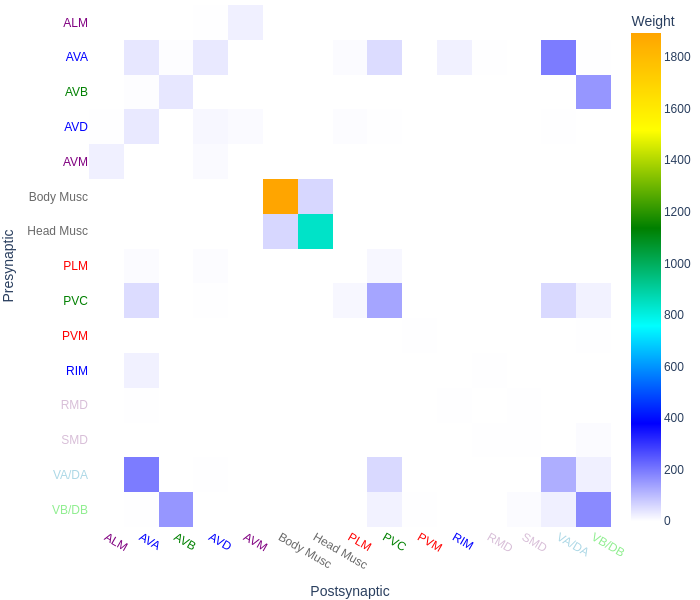 Weight
1800
1600
1400
1200
1000
800
600
400
200
0
Presynaptic
ALM
AVA
AVB
AVD
AVM
Body Musc
Head Musc
PLM
PVC
PVM
RIM
RMD
SMD
VA/DA
VB/DB
ALM
AVA
AVB
AVD
AVM
Body Musc
Head Musc
PLM
PVC
PVM
RIM
RMD
SMD
VA/DA
VB/DB
Postsynaptic